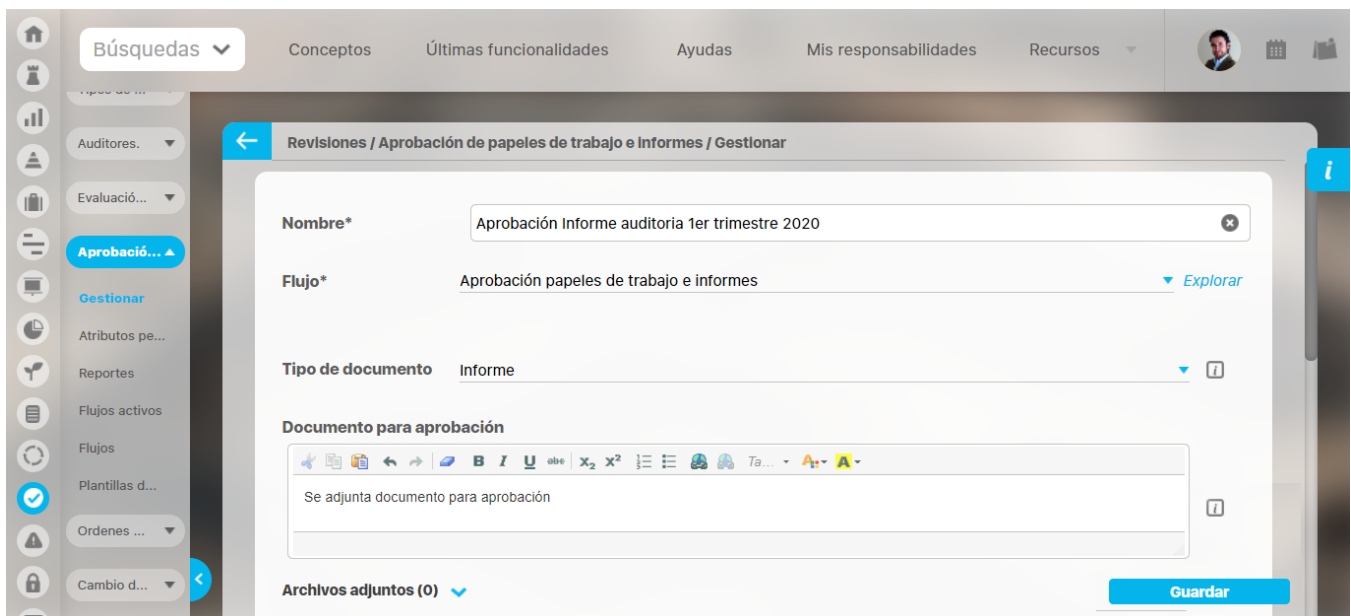 Búsquedas
Conceptos
Últimas funcionalidades
Ayudas
Mis responsabilidades
Recursos
Auditores.
Evaluació...
Aprobació...
Gestionar
Atributos pe...
Reportes
Flujos activos
Flujos
Plantillas d...
Ordenes ...
Cambio d...
Revisiones / Aprobación de papeles de trabajo e informes / Gestionar
i
Nombre*
Aprobación Informe auditoria 1er trimestre 2020
Flujo*
Aprobación papeles de trabajo e informes
Explorar
Tipo de documento
Informe
i
Documento para aprobación
B I U abc X₂ X² Ta... A A
Se adjunta documento para aprobación
i
Archivos adjuntos (0)
Guardar